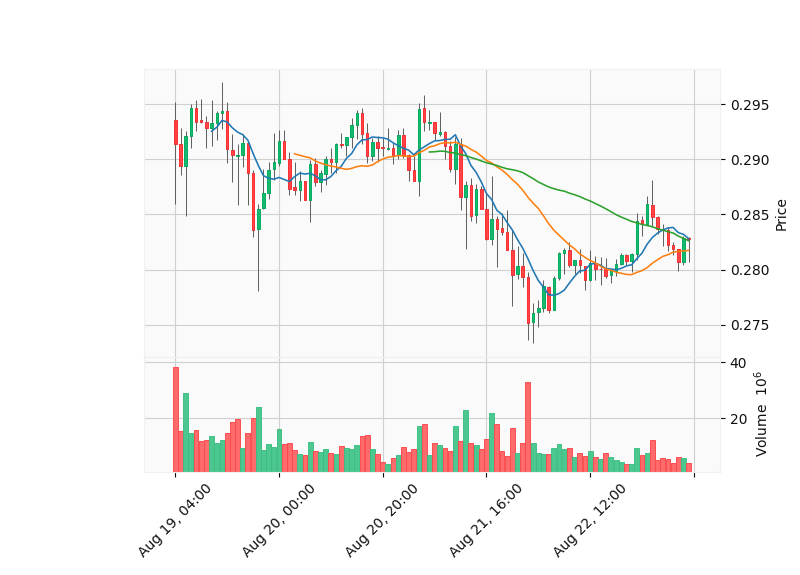 0.295
0.290
0.285
0.280
0.275
Price
40
20
Volume 10^6
Aug 19, 04:00
Aug 20, 00:00
Aug 20, 20:00
Aug 21, 16:00
Aug 22, 12:00